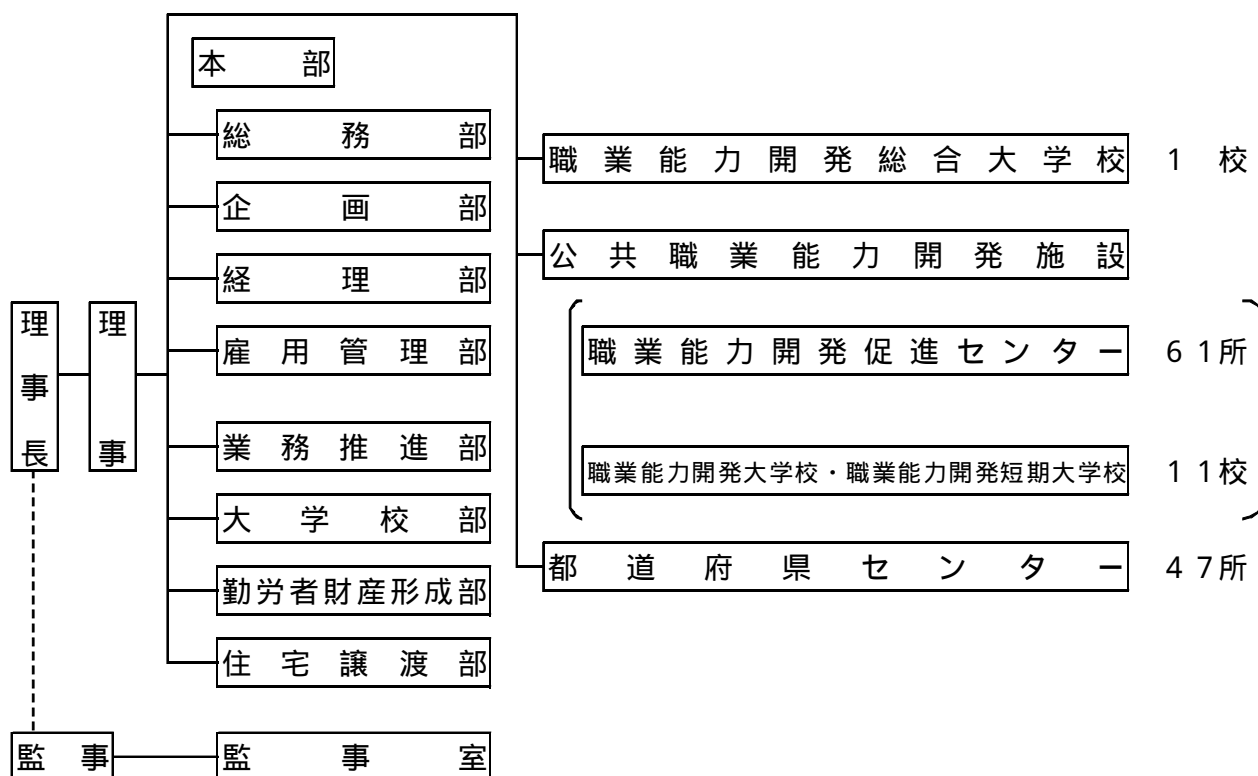 本部
総務部
企画部
経理部
雇用管理部
業務推進部
大学校部
勤労者財産形成部
住宅譲渡部
理事長
理事
監事
監事室
職業能力開発総合大学校 1 校
公共職業能力開発施設
職業能力開発促進センター 61所
職業能力開発大学校・職業能力開発短期大学校 11校
都道府県センター 47所